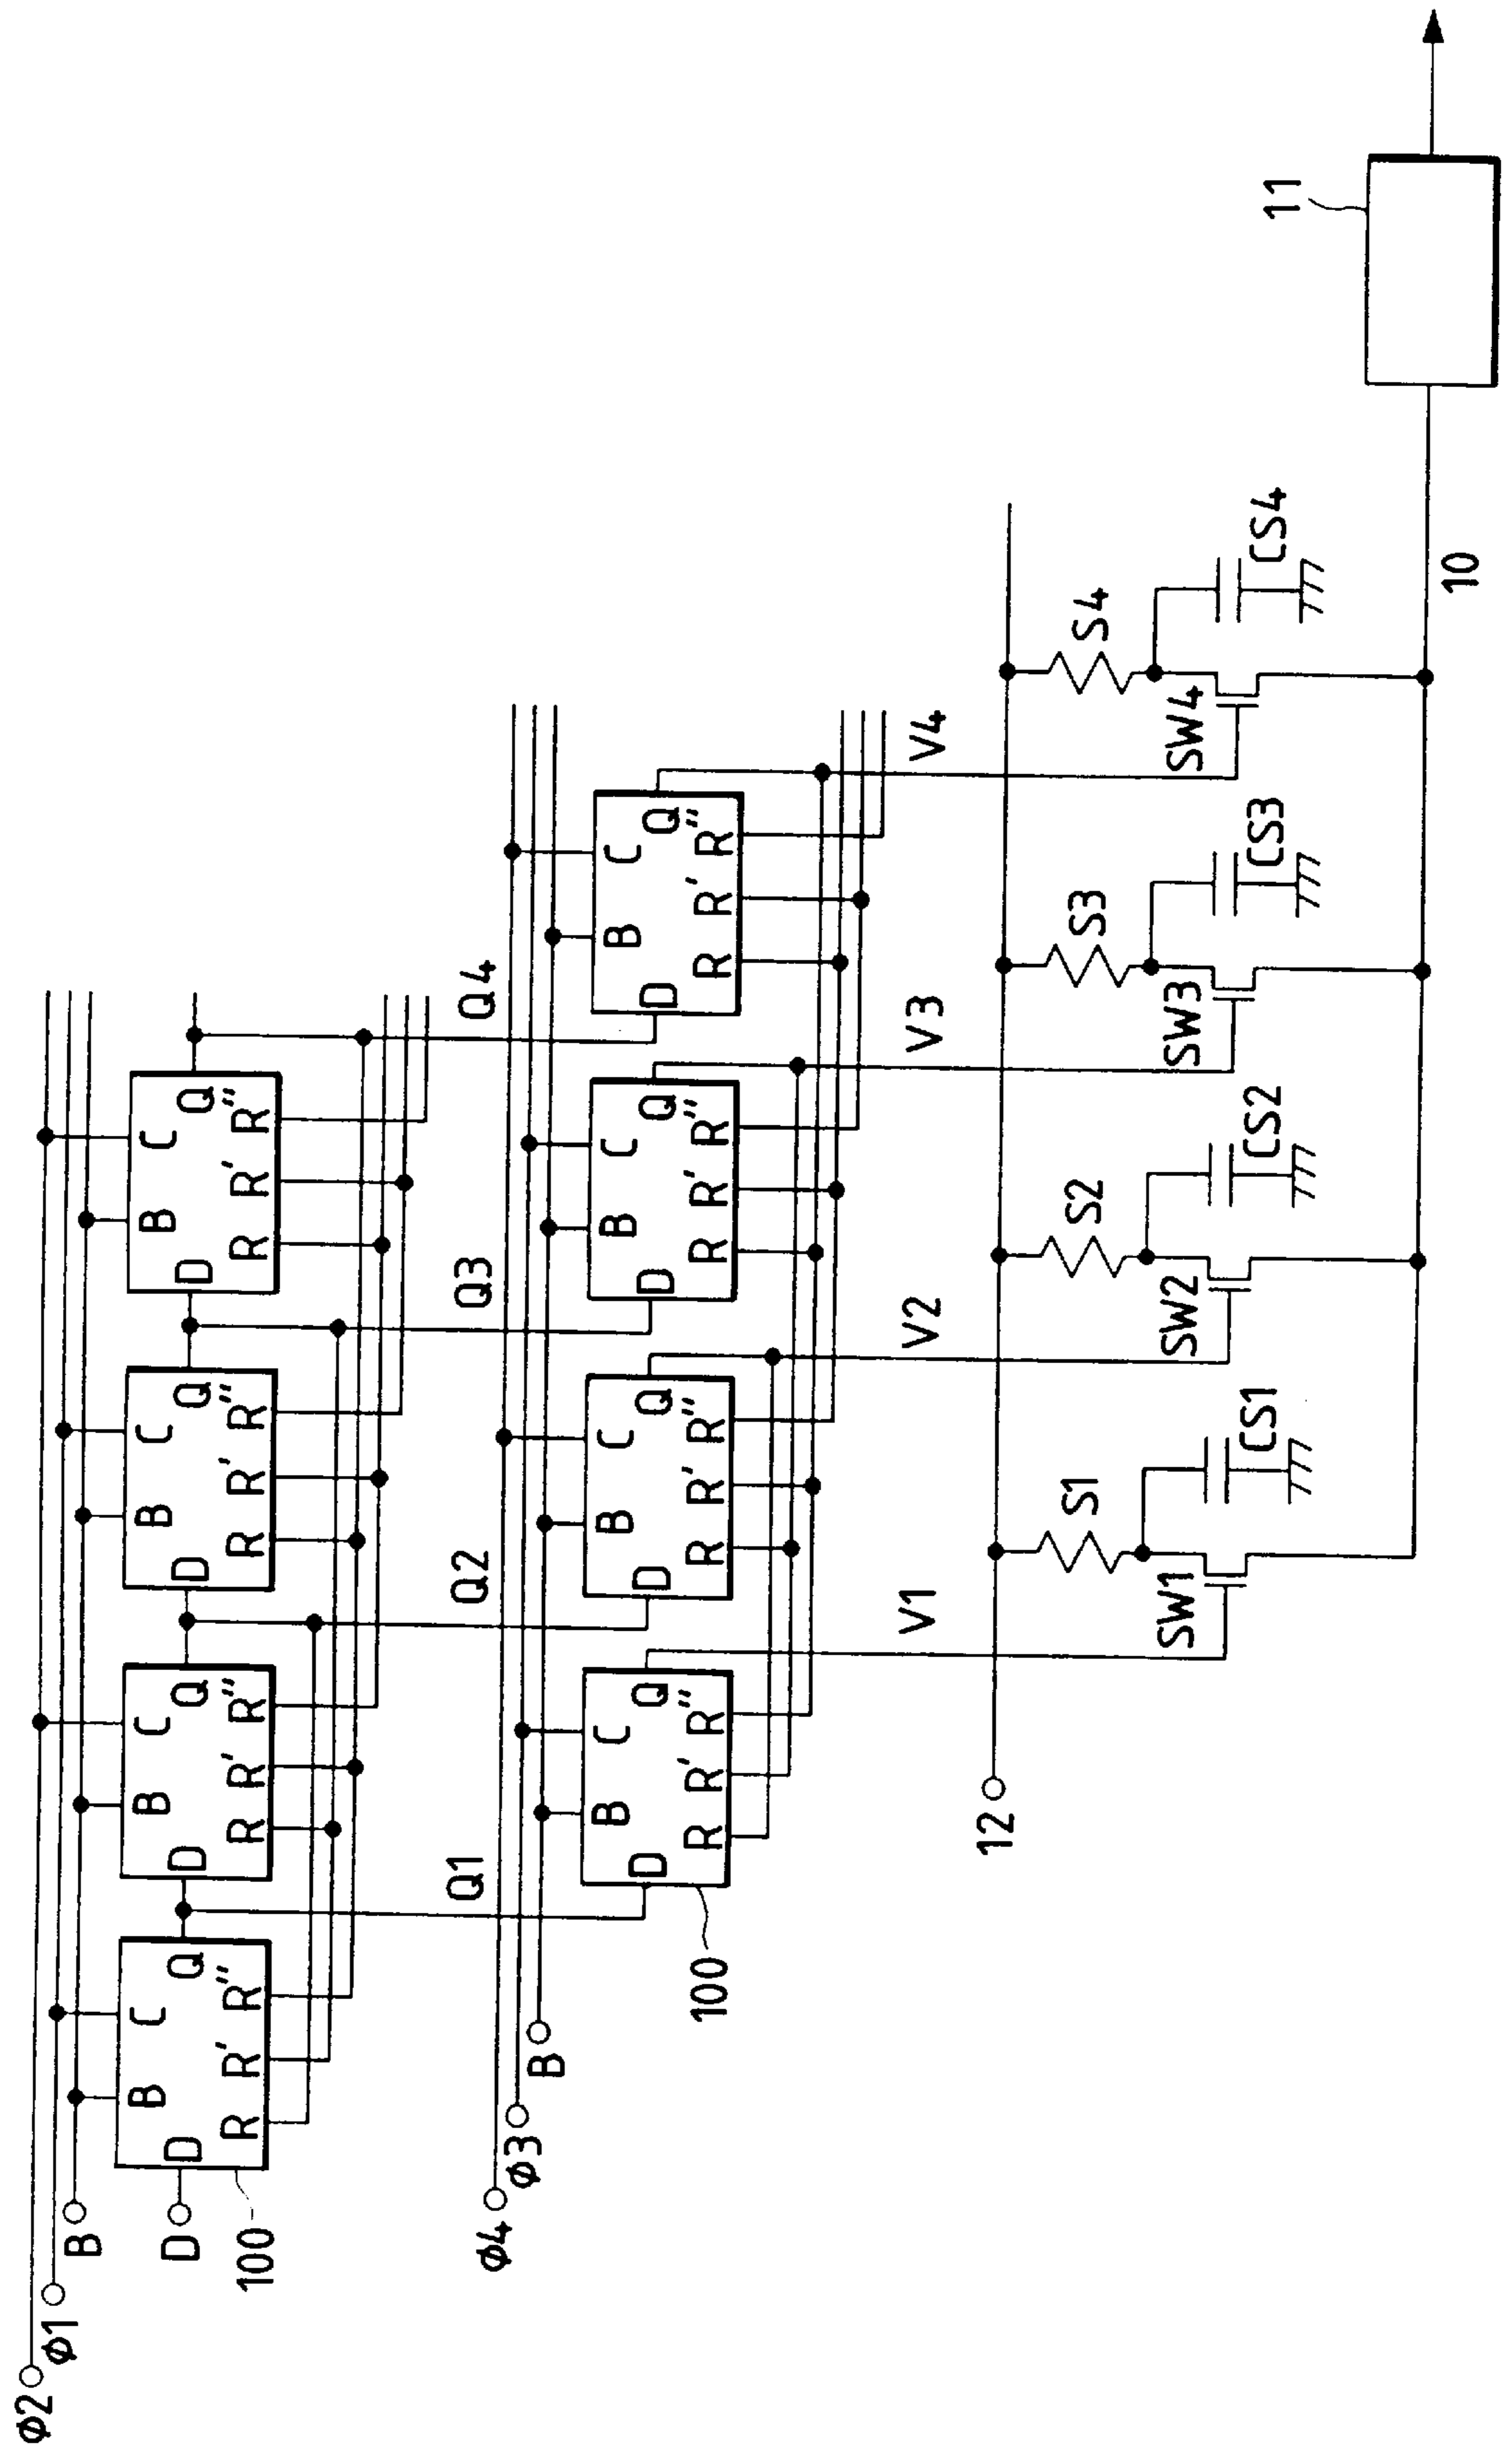 ϕ2
ϕ1
B
B C B C B C B C
D D Q D Q D Q D Q
100 R R' R'' R R' R'' R R' R'' R R' R''
Q1 Q2 Q3 Q4
ϕ4
ϕ3
B
B C B C B C B C
D Q D Q D Q D Q
R R' R'' R R' R'' R R' R'' R R' R''
100
V1 V2 V3 V4
12
S1 S2 S3 S4
SW1 SW2 SW3 SW4
CS1 CS2 CS3 CS4 11
10